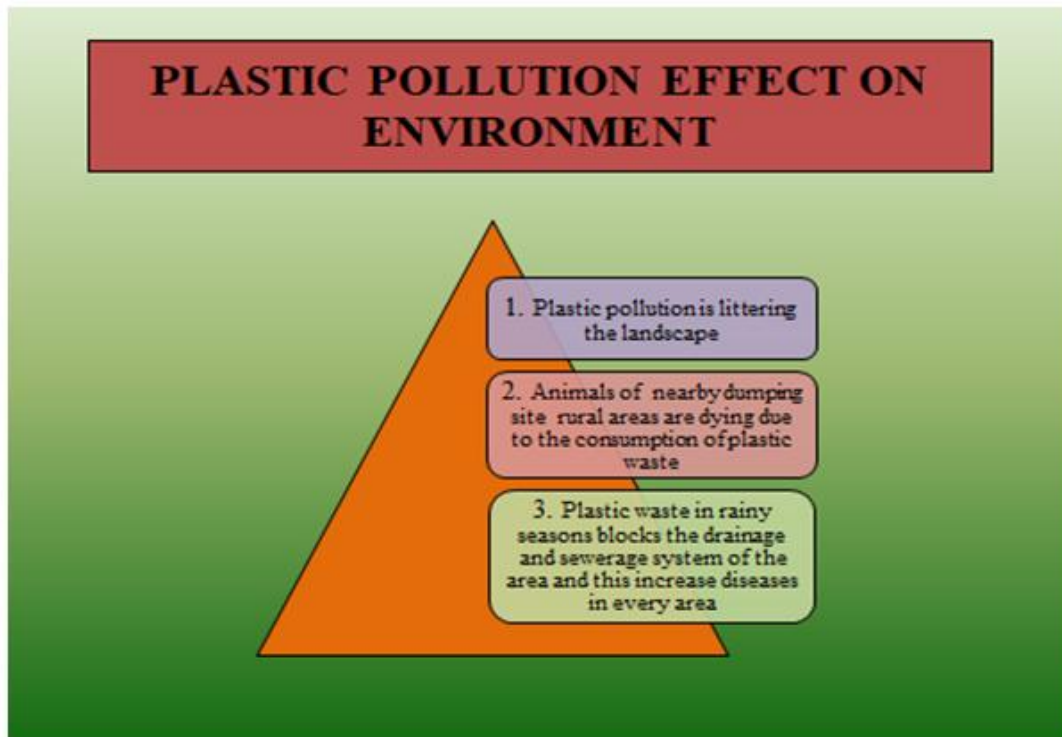 PLASTIC POLLUTION EFFECT ON
ENVIRONMENT
1. Plastic pollution is littering
the landscape
2. Animals of nearby dumping
site rural areas are dying due
to the consumption of plastic
waste
3. Plastic waste in rainy
seasons blocks the drainage
and sewerage system of the
area and this increase diseases
in every area